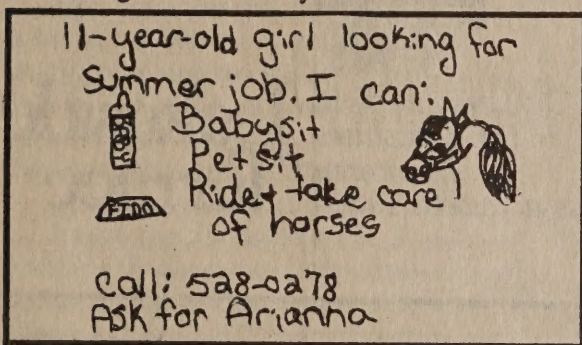 11-year-old girl looking for
summer job. I can:
Babysit
Pet sit
Ride + take care
of horses
FIDO
call: 528-0278
Ask for Arianna